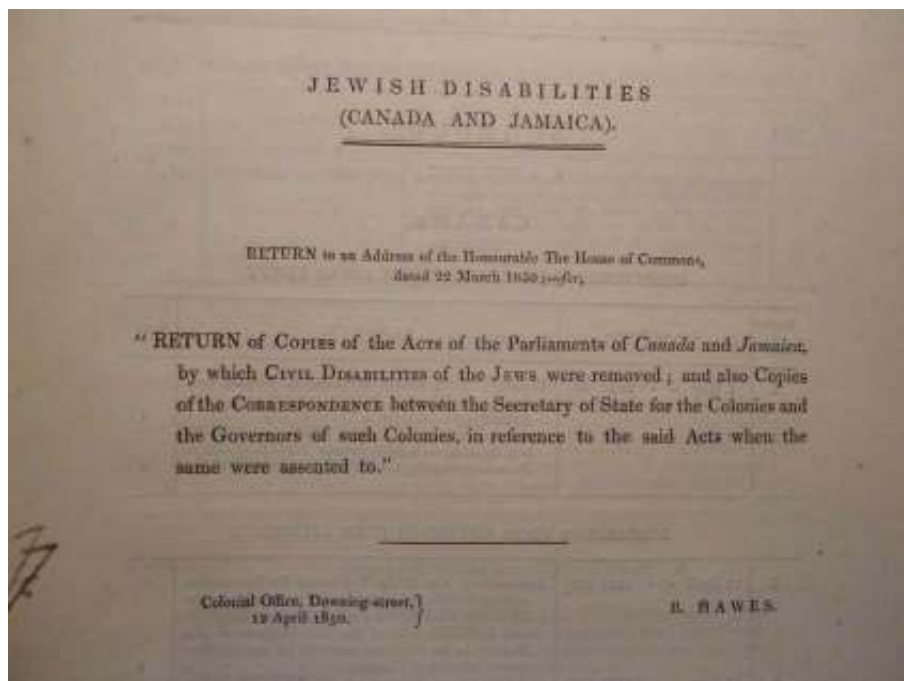 JEWISH DISABILITIES
(CANADA AND JAMAICA).
RETURN to an Address of the Honourable The House of Commons,
dated 22 March 1850;—for,
"RETURN of COPIES of the ACTS of the Parliaments of Canada and Jamaica,
by which CIVIL DISABILITIES of the JEWS were removed; and also Copies
of the CORRESPONDENCE between the Secretary of State for the Colonies and
the Governors of such Colonies, in reference to the said Acts when the
same were assented to."
Colonial Office, Downing-street,}
12 April 1850.
B. HAWES.